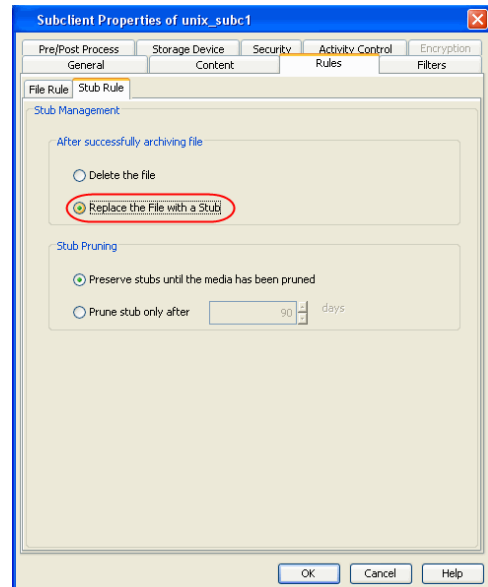 Subclient Properties of unix_subc1
Pre/Post Process Storage Device Security Activity Control Encryption
General Content Rules Filters
File Rule Stub Rule
Stub Management
After successfully archiving file
Delete the file
Replace the File with a Stub
Stub Pruning
Preserve stubs until the media has been pruned
Prune stub only after 90 days
OK Cancel Help